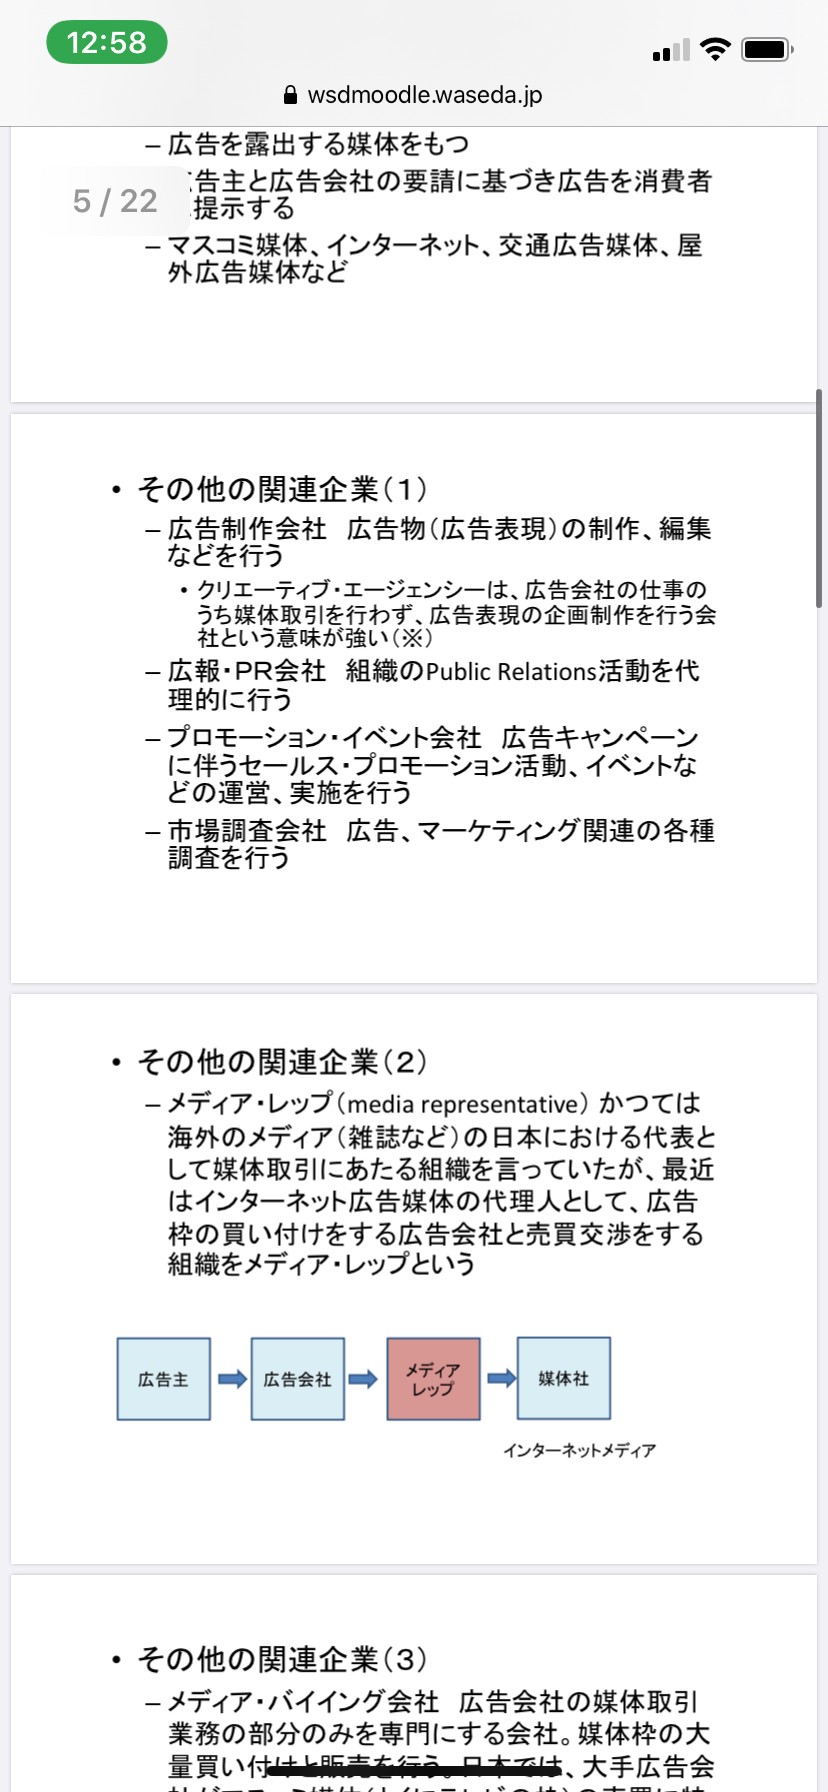 12:58
wsdmoodle.waseda.jp
– 広告を露出する媒体をもつ
5 / 22
告主と広告会社の要請に基づき広告を消費者
提示する
– マスコミ媒体、インターネット、交通広告媒体、屋
外広告媒体など
• その他の関連企業(1)
– 広告制作会社　広告物(広告表現)の制作、編集
などを行う
• クリエーティブ・エージェンシーは、広告会社の仕事の
うち媒体取引を行わず、広告表現の企画制作を行う会
社という意味が強い(※)
– 広報・PR会社　組織のPublic Relations活動を代
理的に行う
– プロモーション・イベント会社　広告キャンペーン
に伴うセールス・プロモーション活動、イベントな
どの運営、実施を行う
– 市場調査会社　広告、マーケティング関連の各種
調査を行う
• その他の関連企業(2)
– メディア・レップ(media representative) かつては
海外のメディア(雑誌など)の日本における代表と
して媒体取引にあたる組織を言っていたが、最近
はインターネット広告媒体の代理人として、広告
枠の買い付けをする広告会社と売買交渉をする
組織をメディア・レップという
広告主
広告会社
メディア
レップ
媒体社
インターネットメディア
• その他の関連企業(3)
– メディア・バイイング会社　広告会社の媒体取引
業務の部分のみを専門にする会社。媒体枠の大
量買い付けと販売を行う。日本では、大手広告会